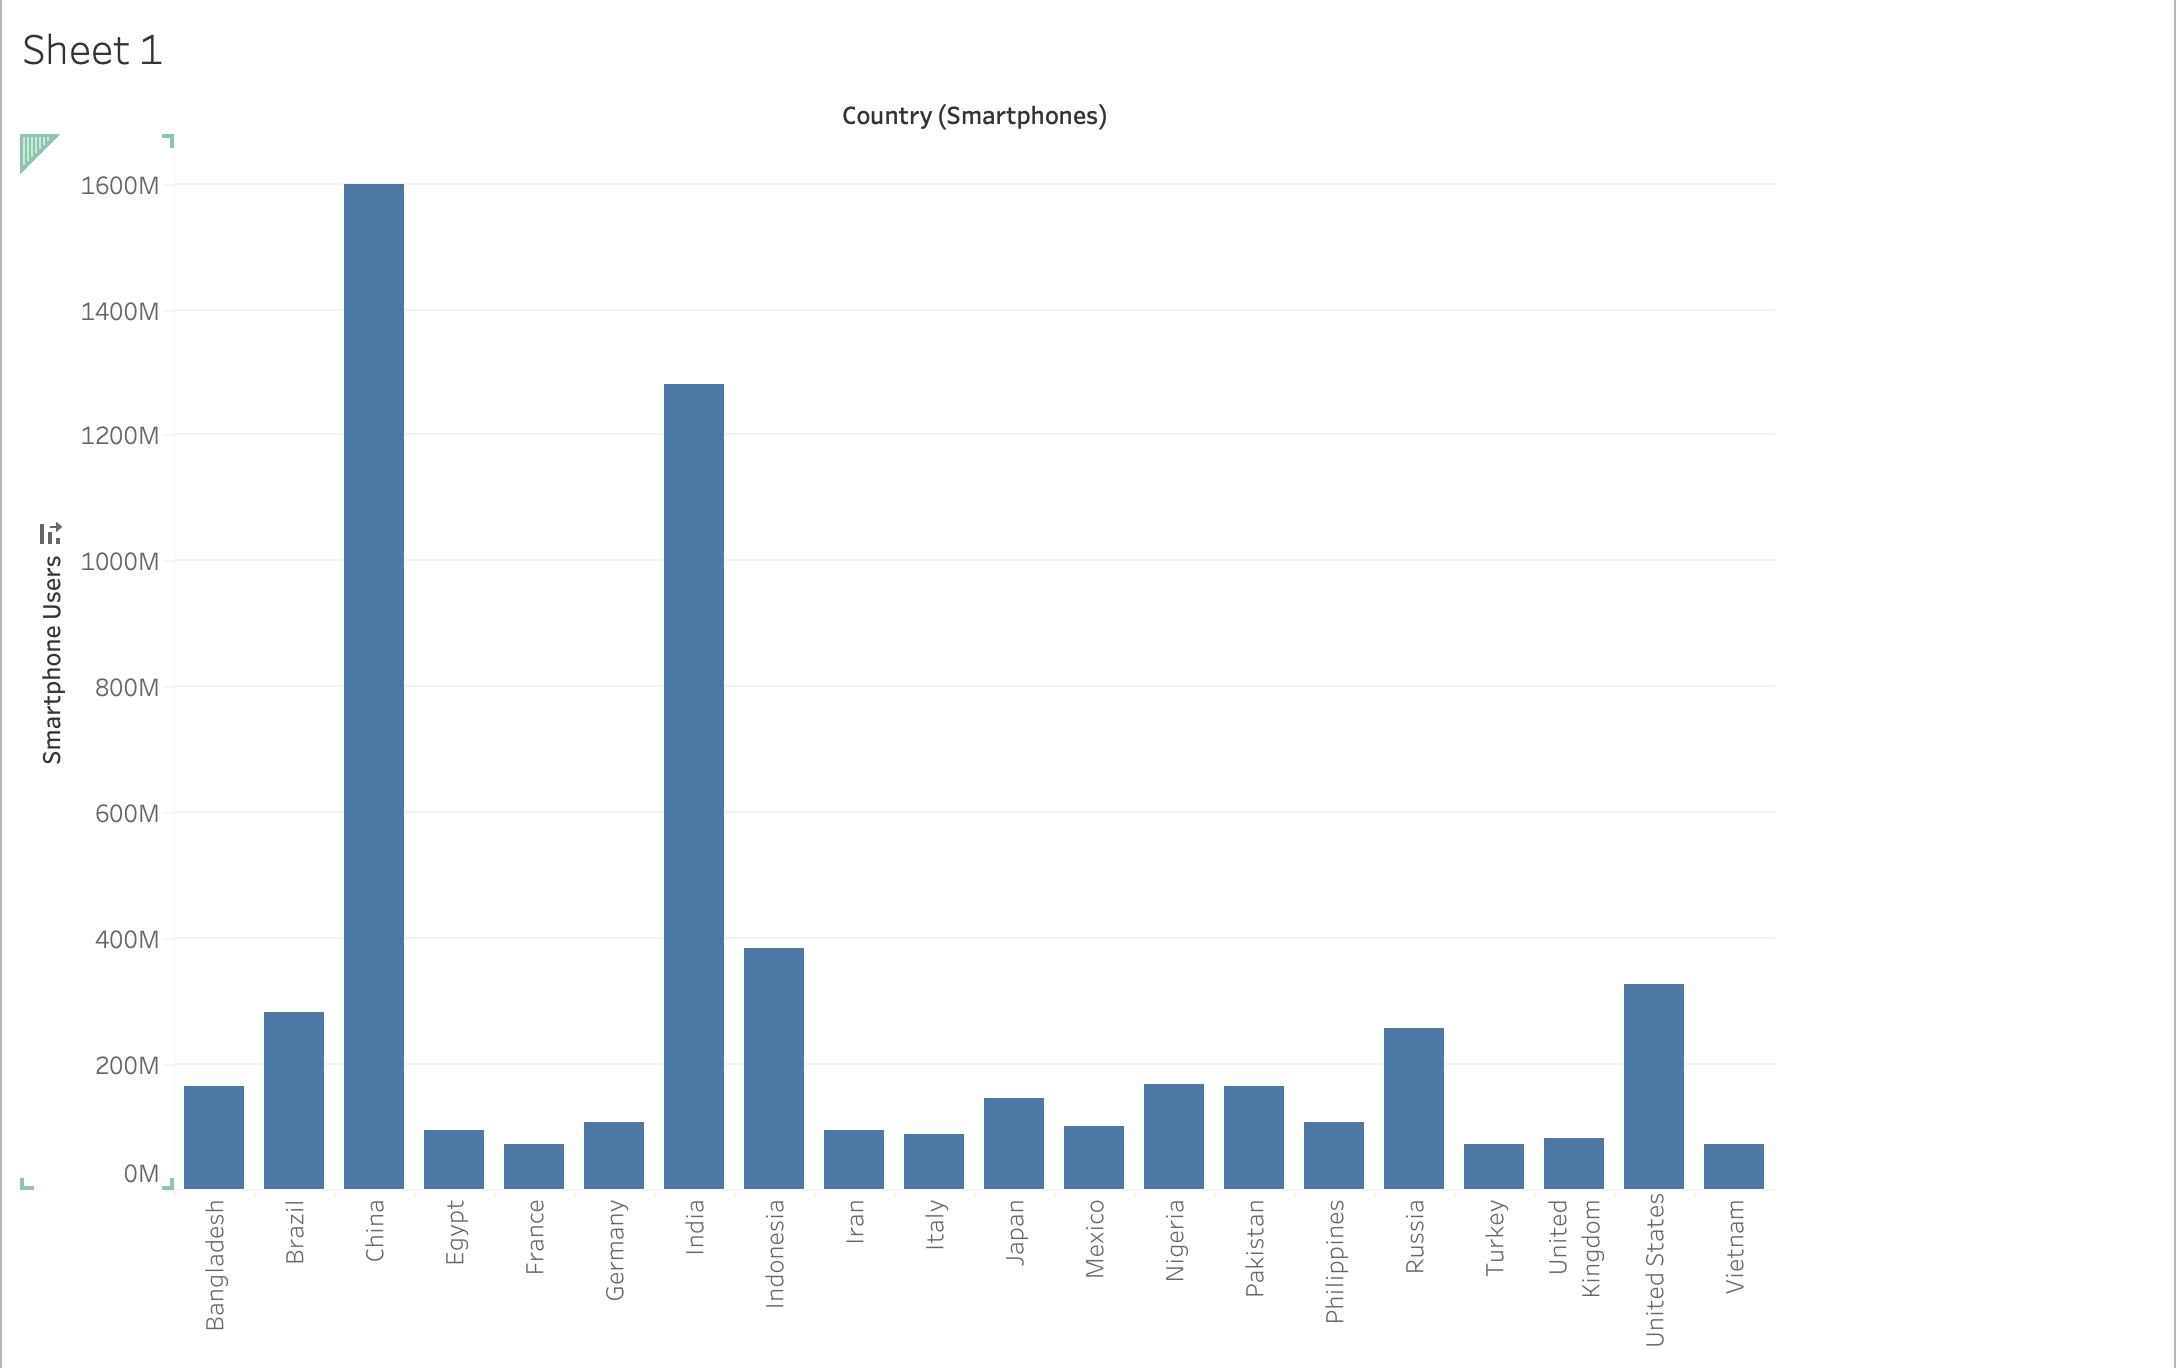 Sheet 1
Country (Smartphones)
Smartphone Users
1600M
1400M
1200M
1000M
800M
600M
400M
200M
0M
Bangladesh
Brazil
China
Egypt
France
Germany
India
Indonesia
Iran
Italy
Japan
Mexico
Nigeria
Pakistan
Philippines
Russia
Turkey
United
Kingdom
United States
Vietnam